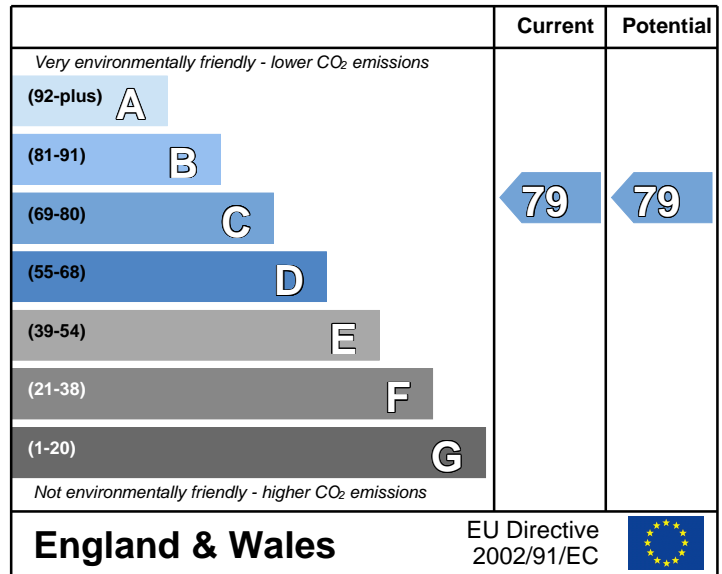 Current Potential
Very environmentally friendly - lower CO₂ emissions
(92-plus) A
(81-91) B
(69-80) C 79 79
(55-68) D
(39-54) E
(21-38) F
(1-20) G
Not environmentally friendly - higher CO₂ emissions
England & Wales
EU Directive
2002/91/EC